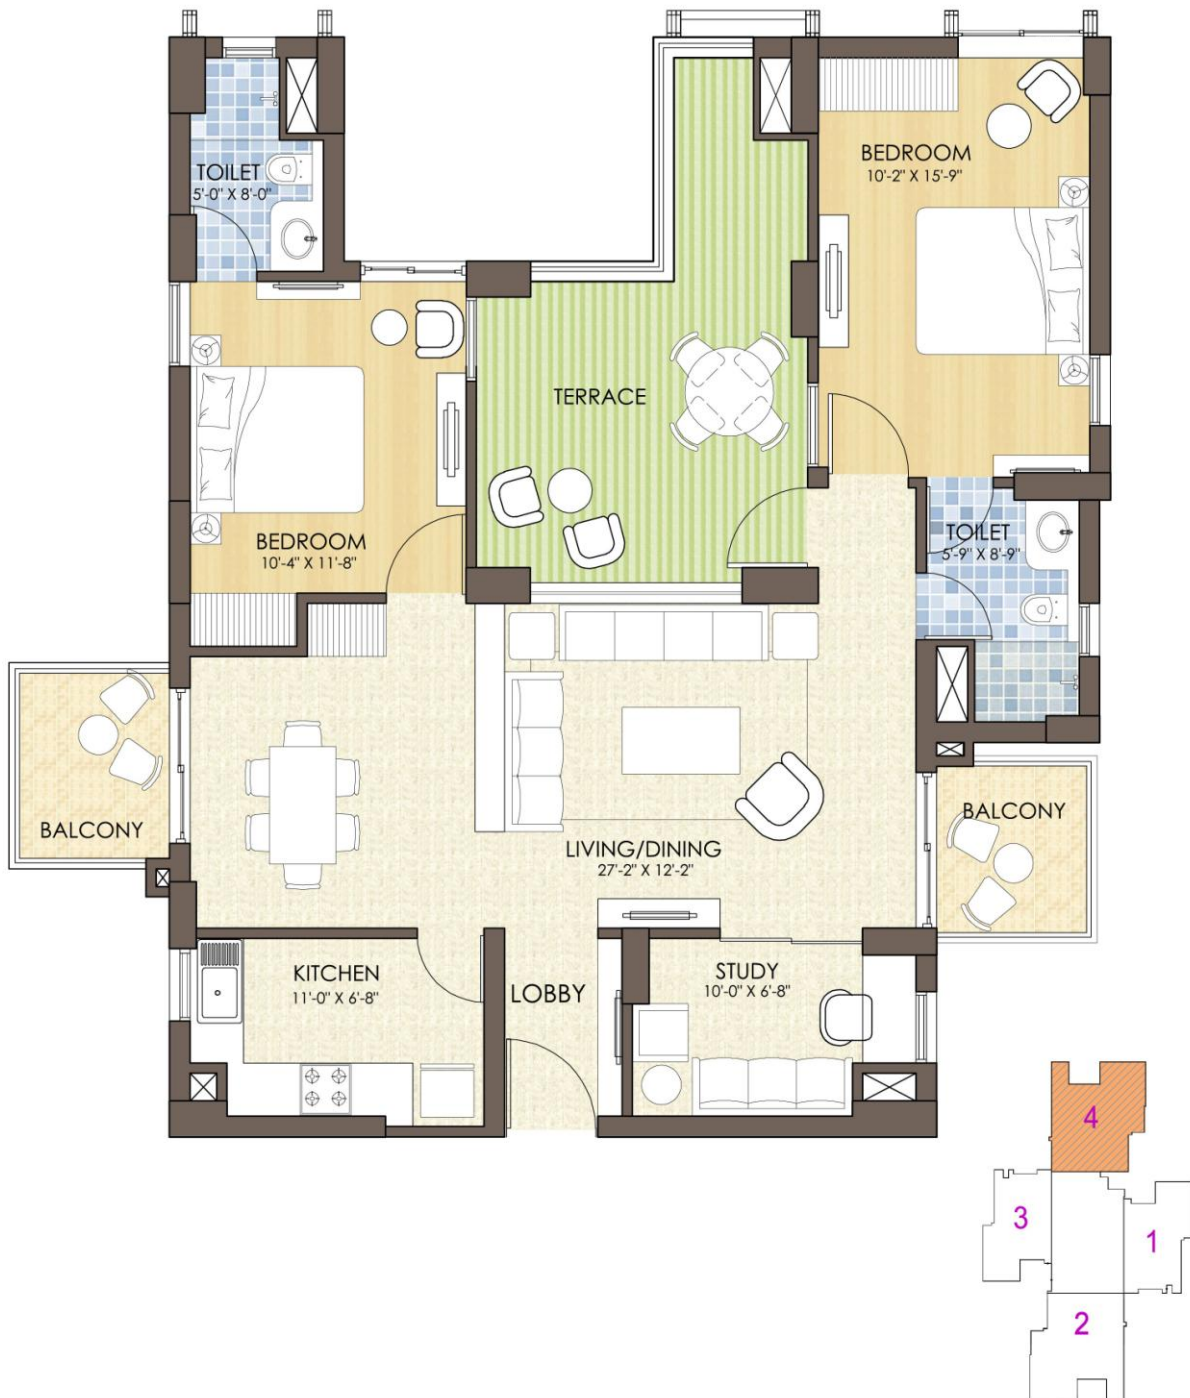 TOILET
5'-0" X 8'-0"
BEDROOM
10'-2" X 15'-9"
TERRACE
BEDROOM
10'-4" X 11'-8"
TOILET
5'-9" X 8'-9"
BALCONY
BALCONY
LIVING/DINING
27'-2" X 12'-2"
KITCHEN
11'-0" X 6'-8"
LOBBY
STUDY
10'-0" X 6'-8"
4
3
1
2